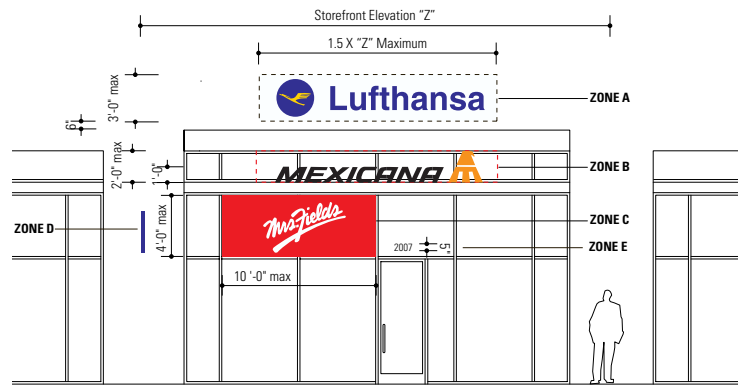 Storefront Elevation "Z"
1.5 X "Z" Maximum
3'-0" max
Lufthansa
ZONE A
6"
2'-0" max
1'-0"
MEXICANA
ZONE B
ZONE D
4'-0" max
Mrs. Fields
ZONE C
2007
5"
ZONE E
10 '-0" max